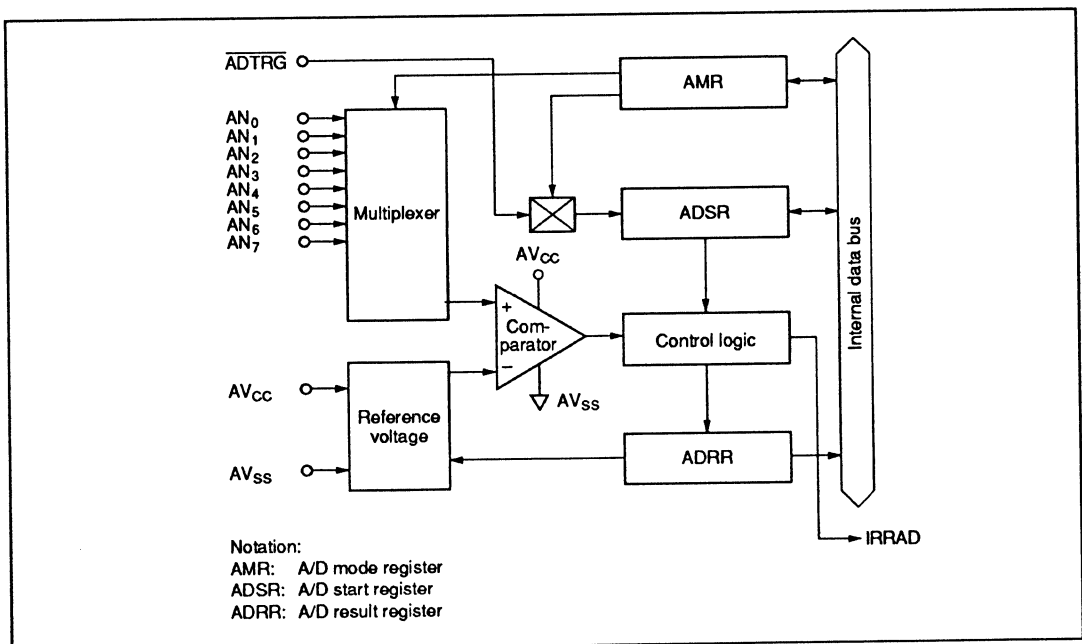 ADTRG
AMR
AN0
AN1
AN2
AN3
AN4
AN5
AN6
AN7
Multiplexer
ADSR
Internal data bus
AVCC
+
Com-
parator
−
Control logic
AVCC
AVSS
Reference
voltage
ADRR
AVSS
IRRAD
Notation:
AMR: A/D mode register
ADSR: A/D start register
ADRR: A/D result register